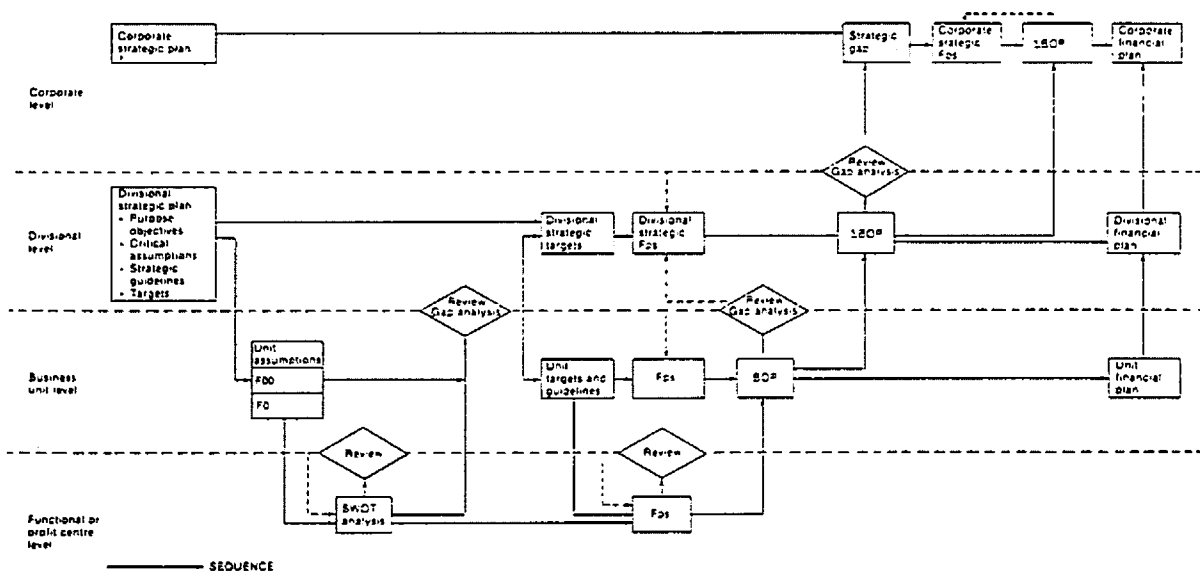 Corporate
strategic plan
Strategic
gap
Corporate
strategic
Fps
Corporate
financial
plan
Corporate
level
Review
Gap analysis
Divisional
strategic plan
• Purpose
objectives
• Critical
assumptions
• Strategic
guidelines
• Targets
Divisional
strategic
targets
Divisional
strategic
Fps
Divisional
financial
plan
Divisional
level
Review
Gap analysis
Review
Gap analysis
Unit
assumptions
F00
F0
Unit
targets and
guidelines
Fps
Unit
financial
plan
Business
unit level
Review
Review
SWOT
analysis
Fps
Functional or
profit centre
level
SEQUENCE